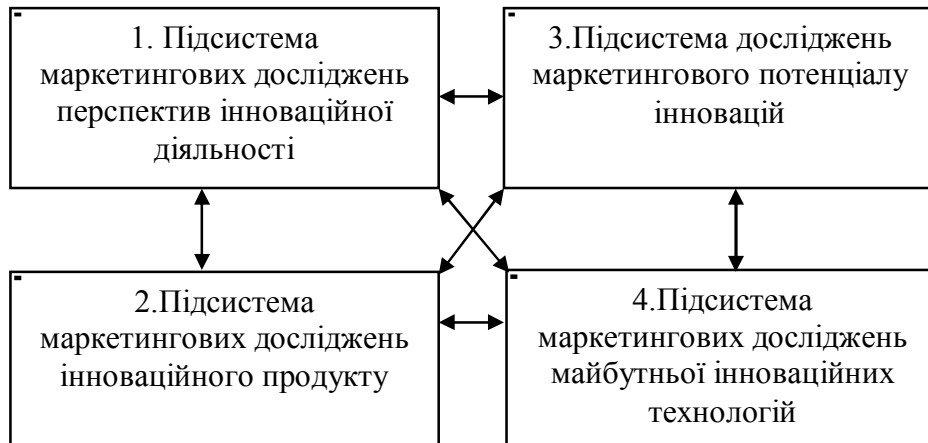 1. Підсистема
маркетингових досліджень
перспектив інноваційної
діяльності
3.Підсистема досліджень
маркетингового потенціалу
інновацій
2.Підсистема
маркетингових досліджень
інноваційного продукту
4.Підсистема
маркетингових досліджень
майбутньої інноваційних
технологій